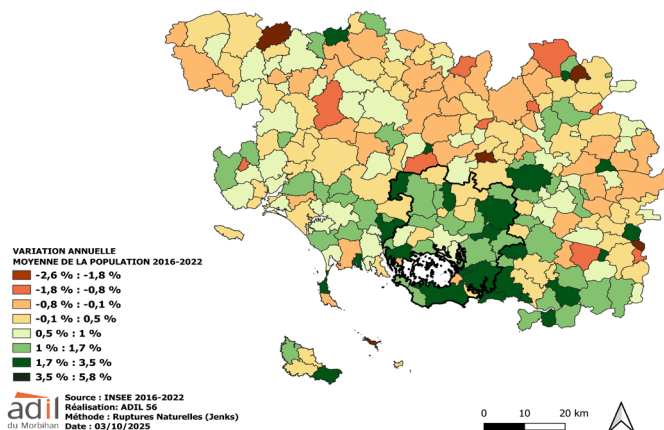 VARIATION ANNUELLE
MOYENNE DE LA POPULATION 2016-2022
-2,6 % : -1,8 %
-1,8 % : -0,8 %
-0,8 % : -0,1 %
-0,1 % : 0,5 %
0,5 % : 1 %
1 % : 1,7 %
1,7 % : 3,5 %
3,5 % : 5,8 %
adil
du Morbihan
Source : INSEE 2016-2022
Réalisation: ADIL 56
Méthode : Ruptures Naturelles (Jenks)
Date : 03/10/2025
0 10 20 km